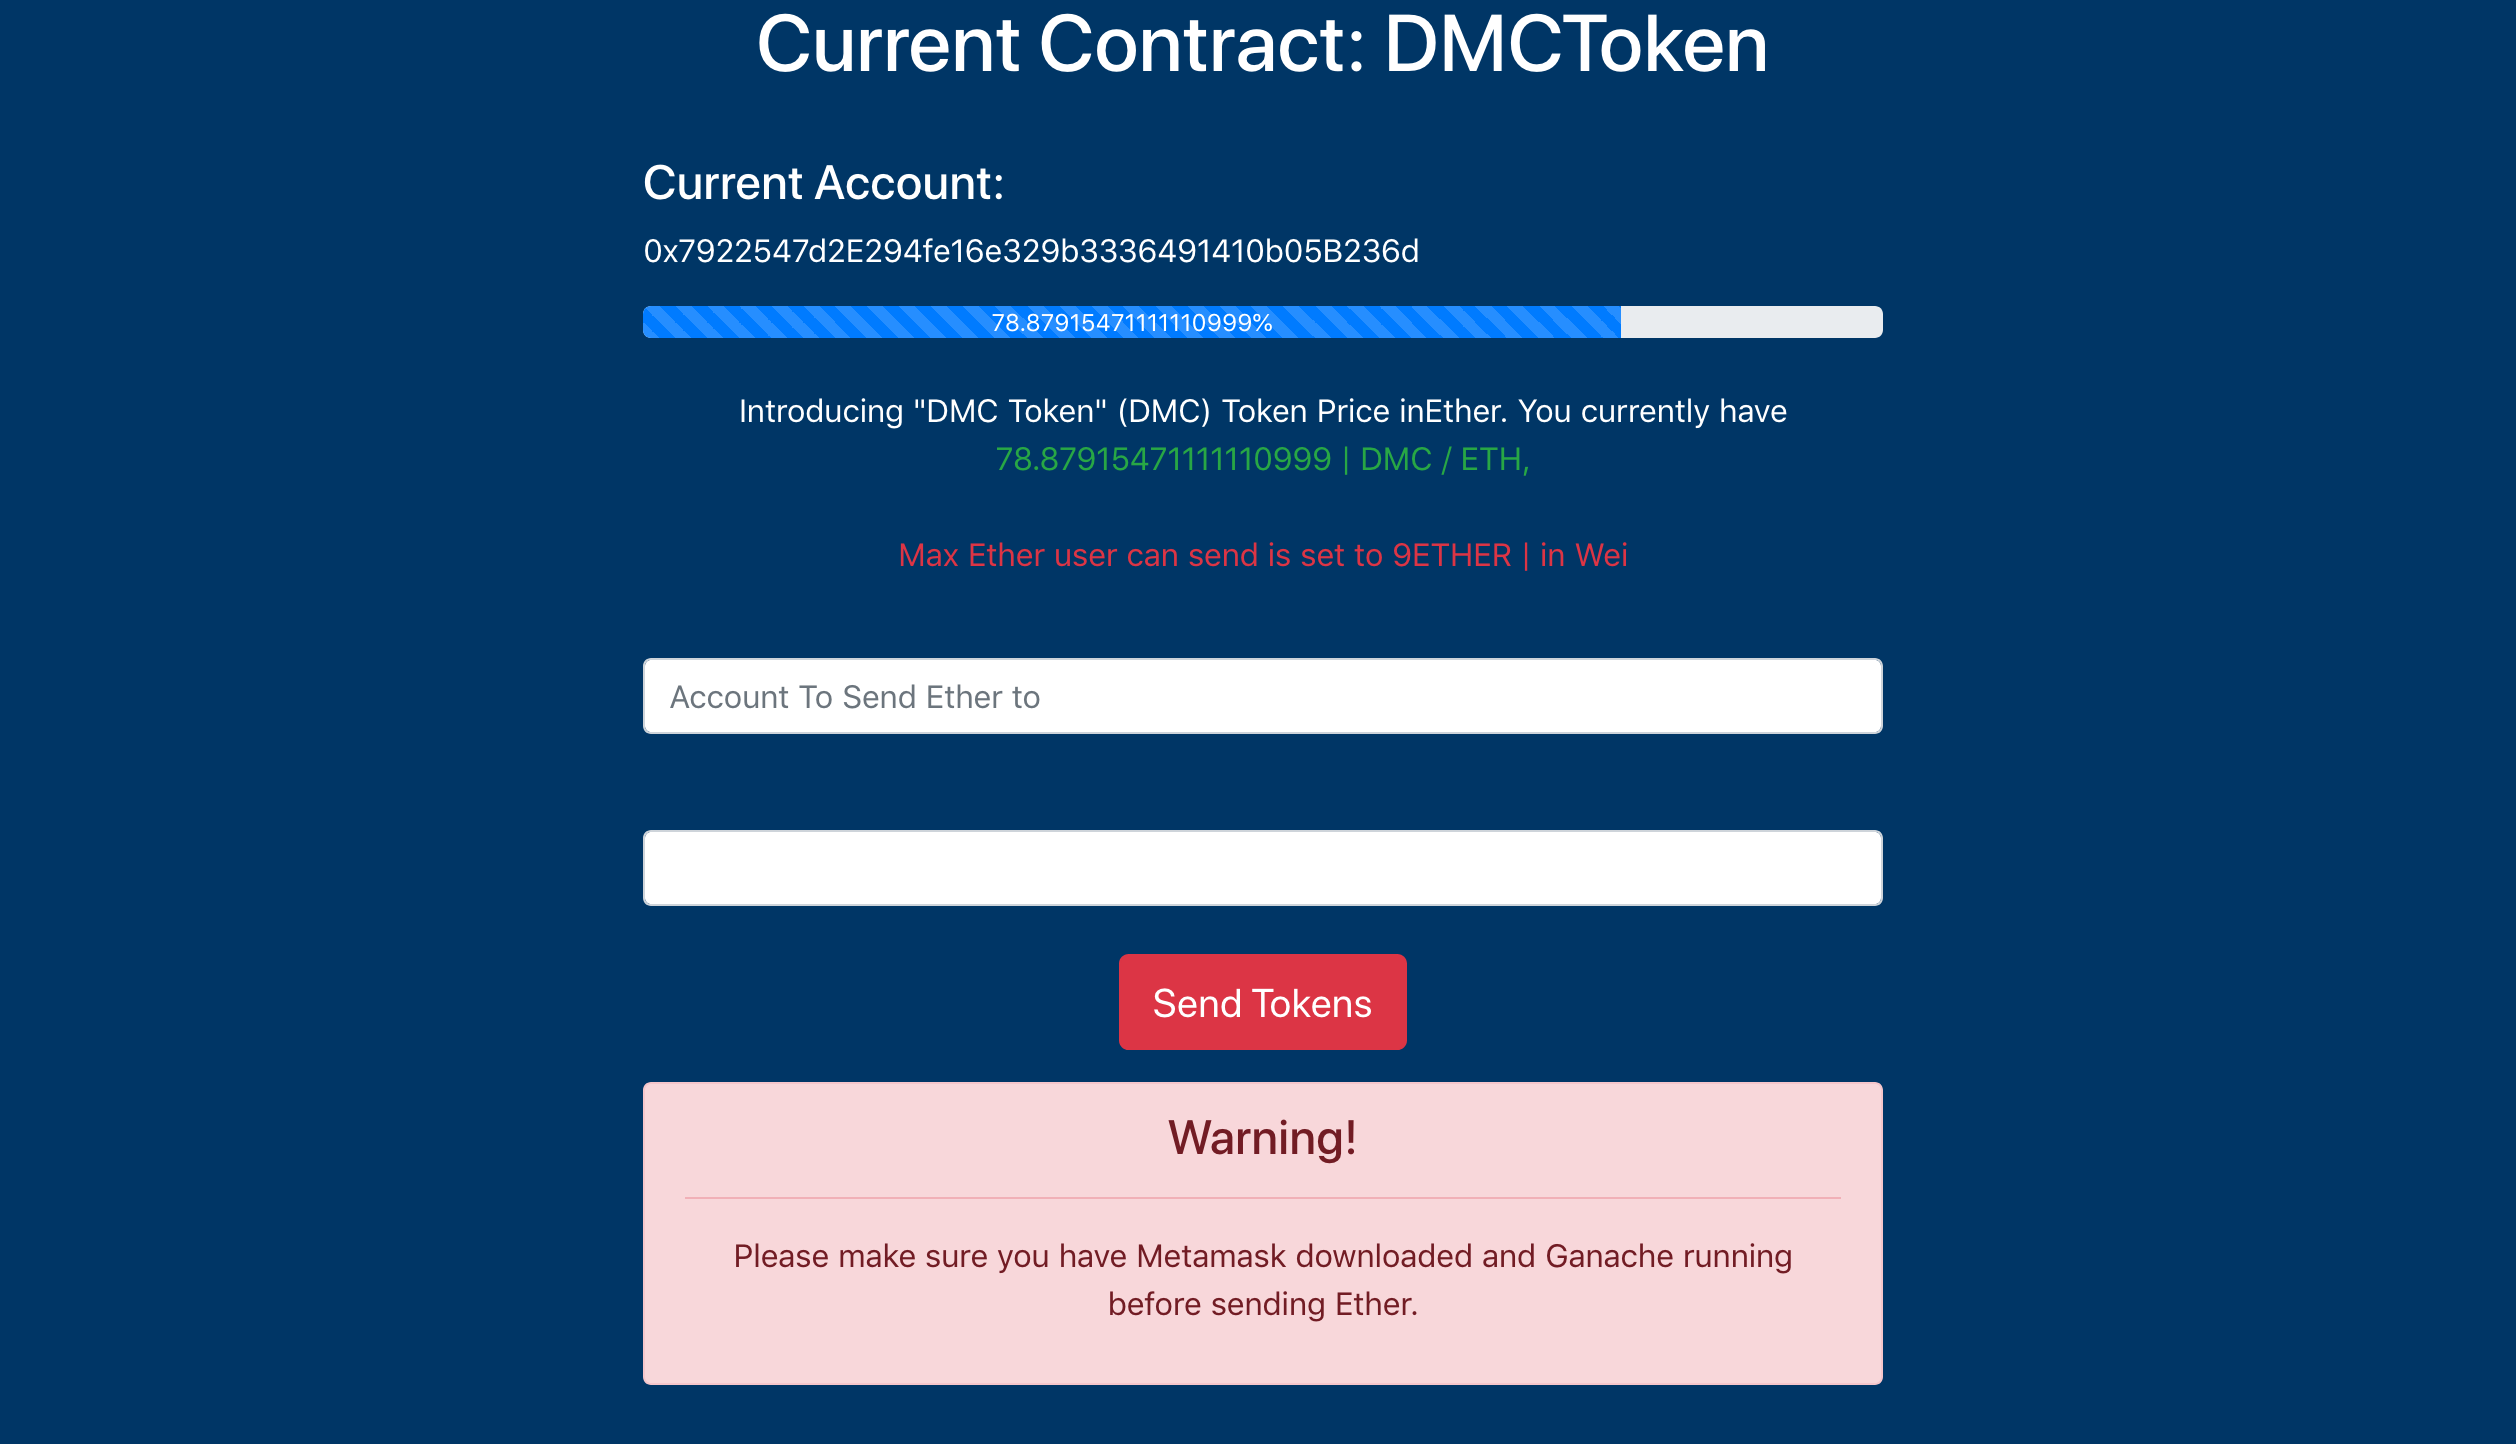 Current Contract: DMCToken
Current Account:
0x7922547d2E294fe16e329b3336491410b05B236d
78.87915471111110999%
Introducing "DMC Token" (DMC) Token Price inEther. You currently have
78.87915471111110999 | DMC / ETH,
Max Ether user can send is set to 9ETHER | in Wei
Account To Send Ether to
Send Tokens
Warning!
Please make sure you have Metamask downloaded and Ganache running
before sending Ether.